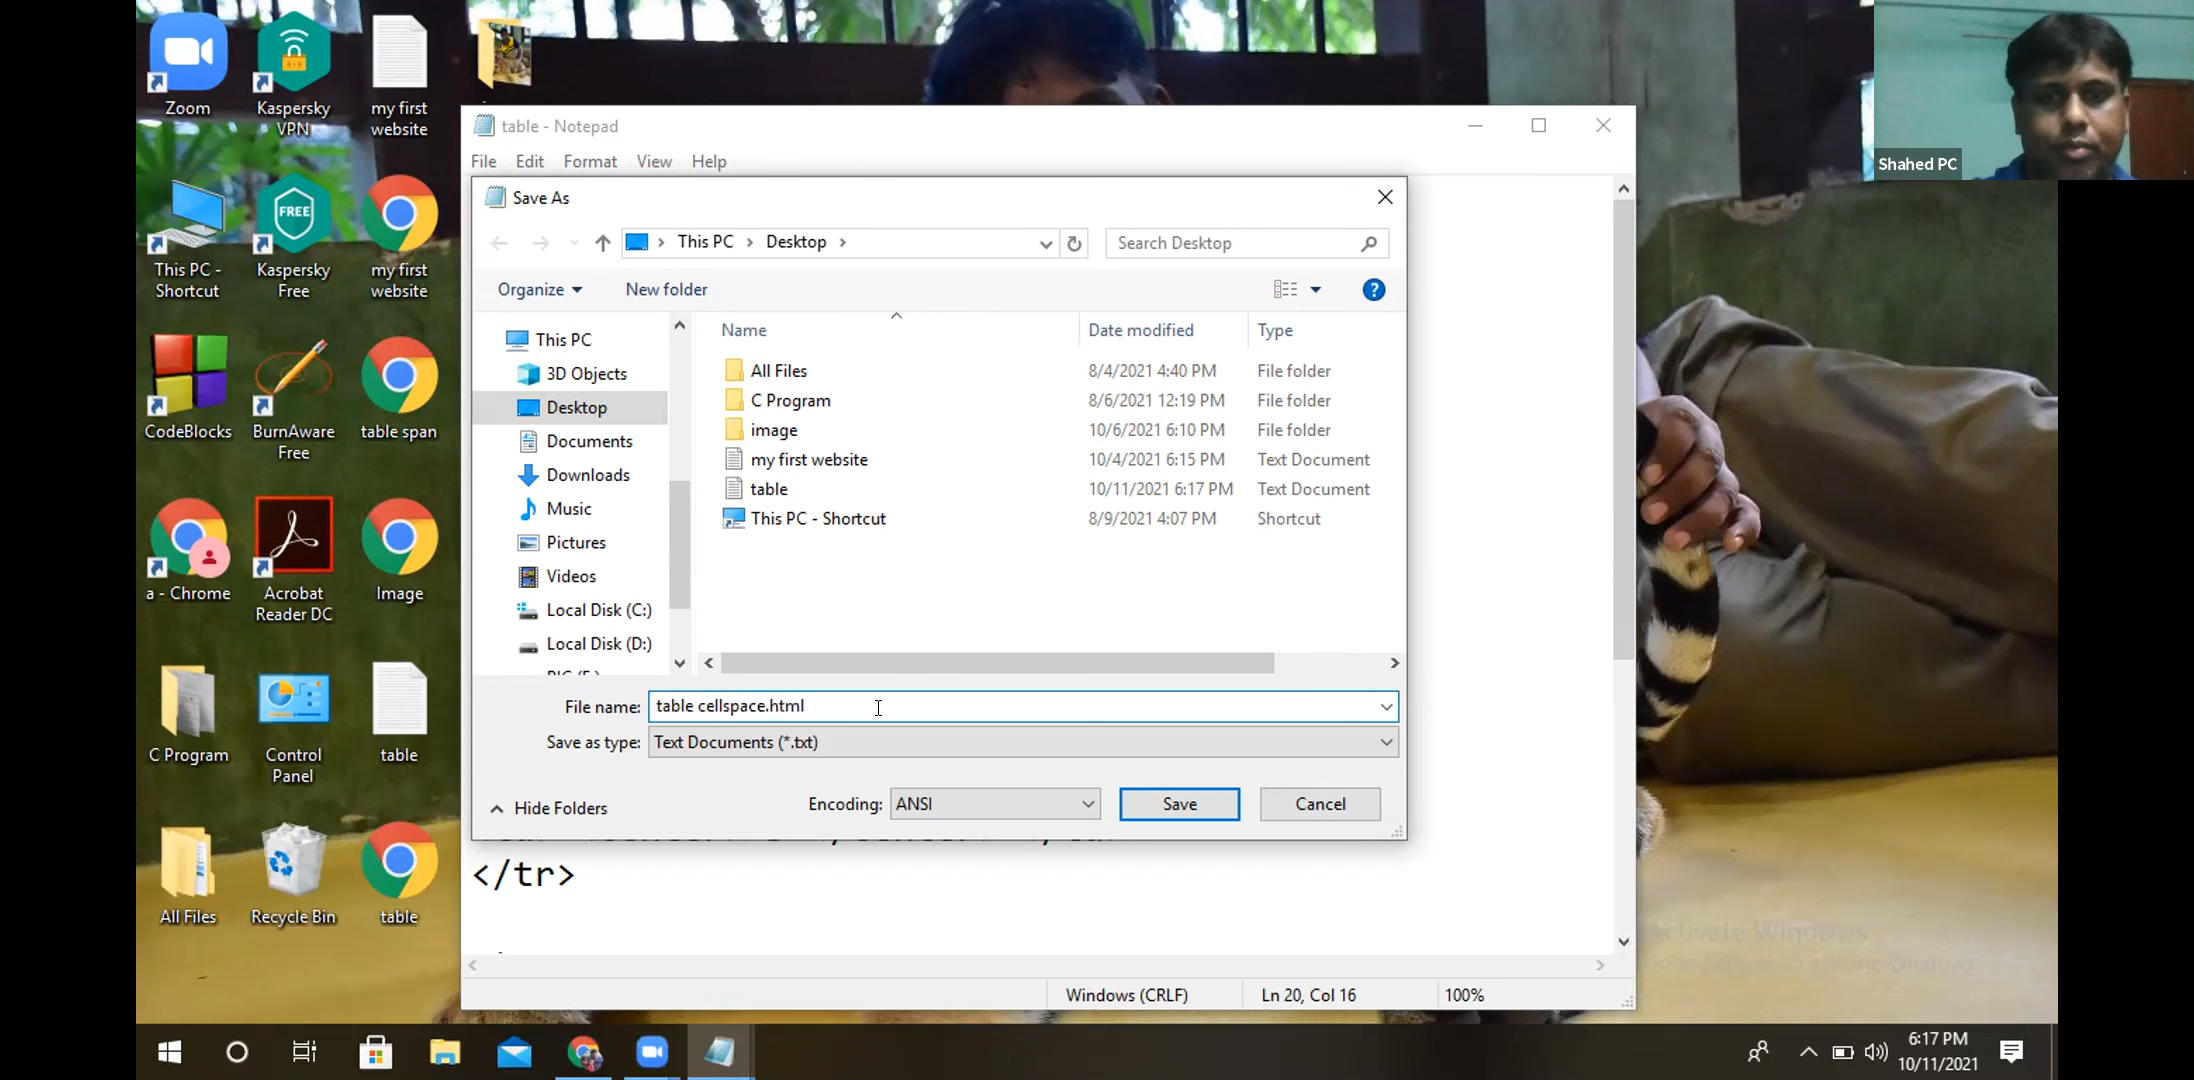 Zoom
Kaspersky
VPN
my first
website
This PC -
Shortcut
Kaspersky
Free
FREE
my first
website
CodeBlocks
BurnAware
Free
table span
a - Chrome
Acrobat
Reader DC
Image
C Program
Control
Panel
table
All Files
Recycle Bin
table
table - Notepad
File Edit Format View Help
Save As
This PC > Desktop >
Search Desktop
Organize
New folder
?
This PC
3D Objects
Desktop
Documents
Downloads
Music
Pictures
Videos
Local Disk (C:)
Local Disk (D:)
Name Date modified Type
All Files 8/4/2021 4:40 PM File folder
C Program 8/6/2021 12:19 PM File folder
image 10/6/2021 6:10 PM File folder
my first website 10/4/2021 6:15 PM Text Document
table 10/11/2021 6:17 PM Text Document
This PC - Shortcut 8/9/2021 4:07 PM Shortcut
File name: table cellspace.html
Save as type: Text Documents (*.txt)
Hide Folders
Encoding: ANSI
Save
Cancel
</tr>
Windows (CRLF) Ln 20, Col 16 100%
Shahed PC
Activate Windows
6:17 PM
10/11/2021